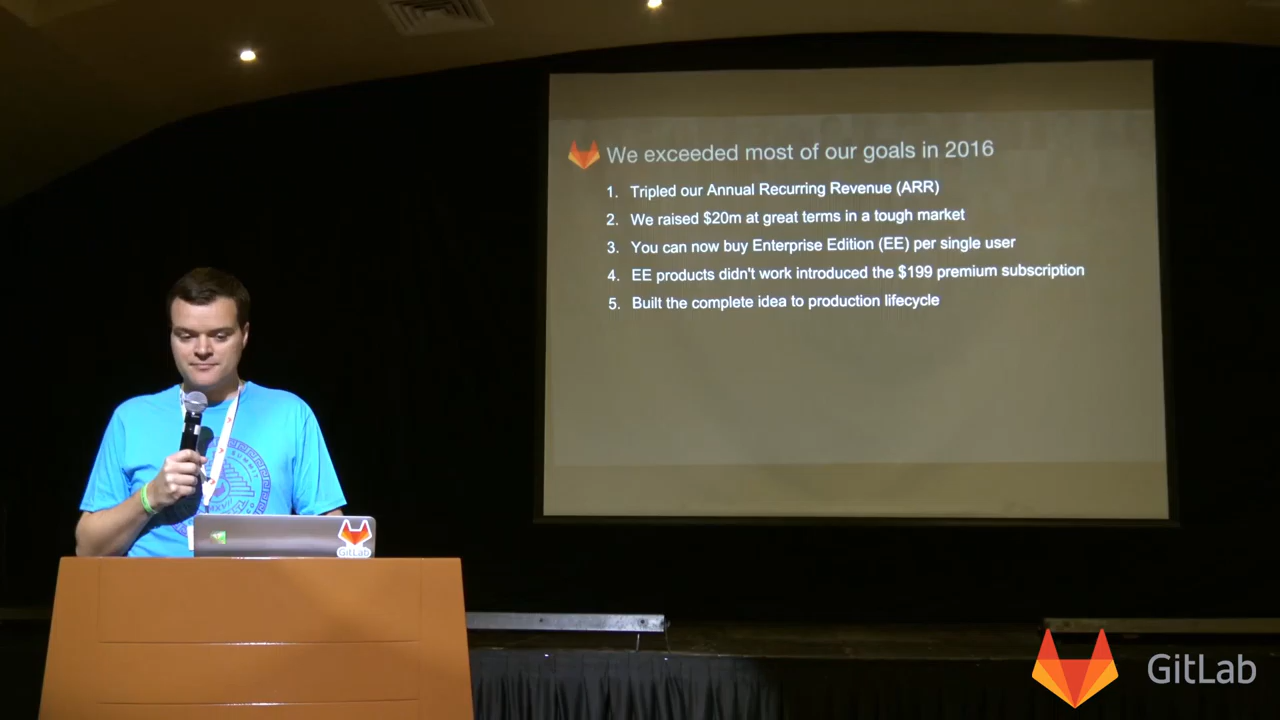 We exceeded most of our goals in 2016
1. Tripled our Annual Recurring Revenue (ARR)
2. We raised $20m at great terms in a tough market
3. You can now buy Enterprise Edition (EE) per single user
4. EE products didn't work introduced the $199 premium subscription
5. Built the complete idea to production lifecycle
SUMMIT
GitLab
GitLab